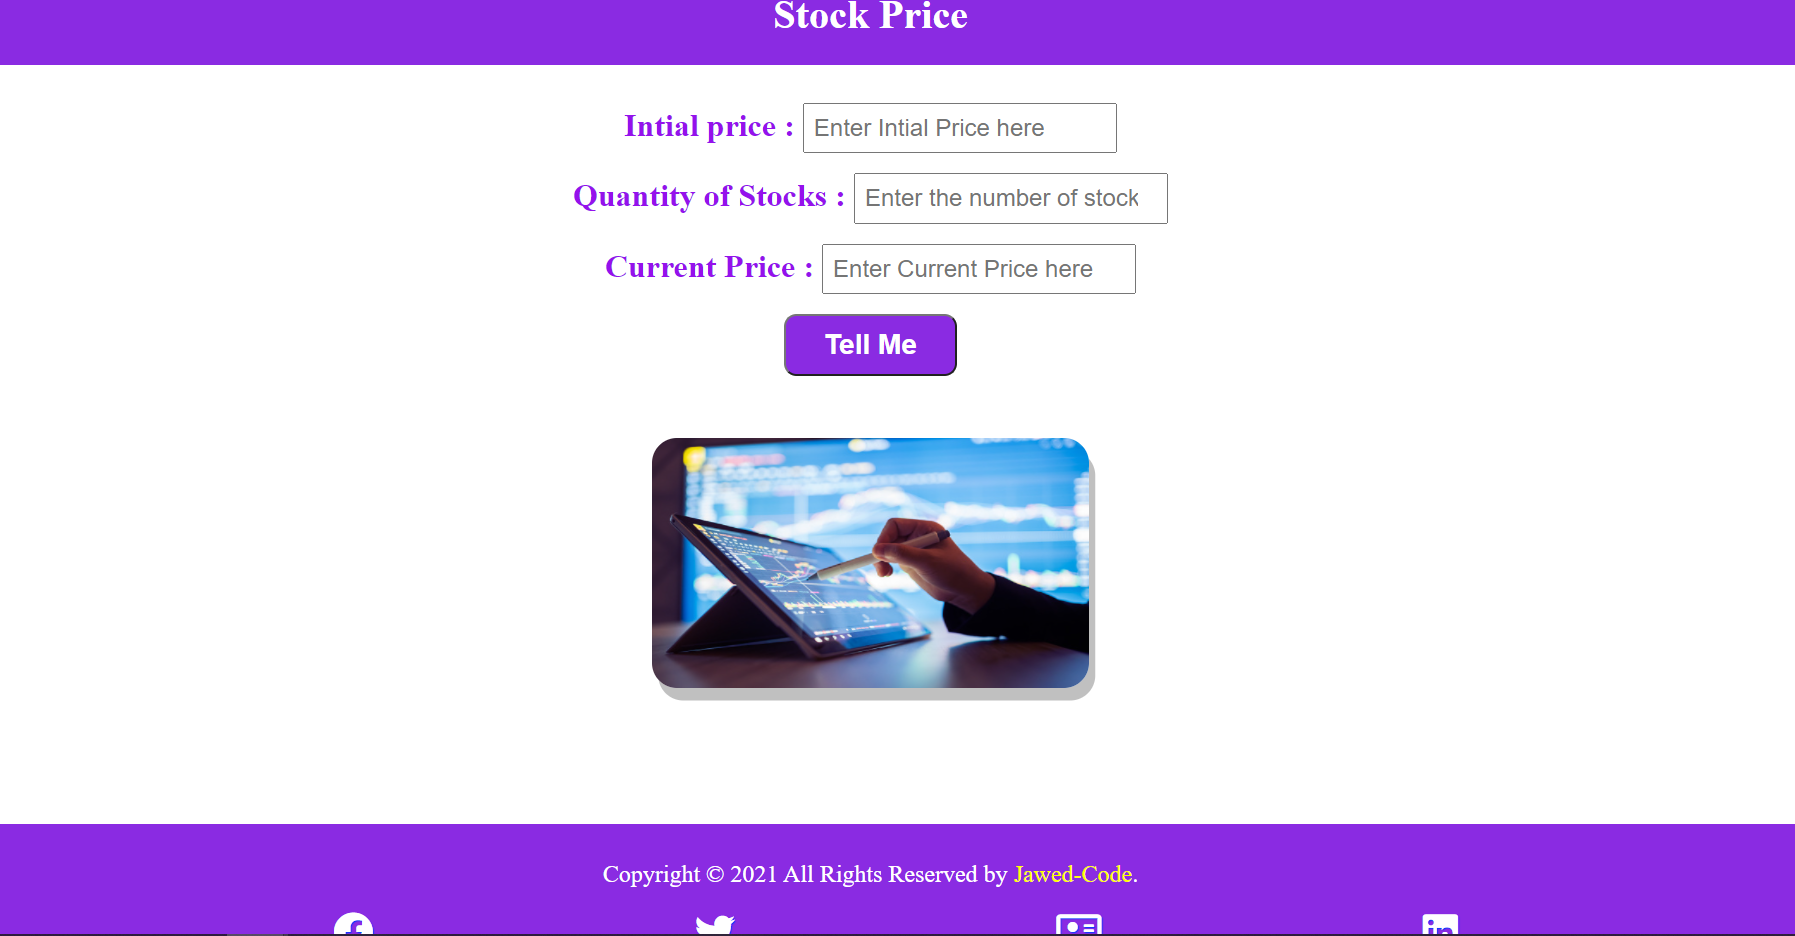 Stock Price
Intial price : Enter Intial Price here
Quantity of Stocks : Enter the number of stock
Current Price : Enter Current Price here
Tell Me
Copyright © 2021 All Rights Reserved by Jawed-Code.